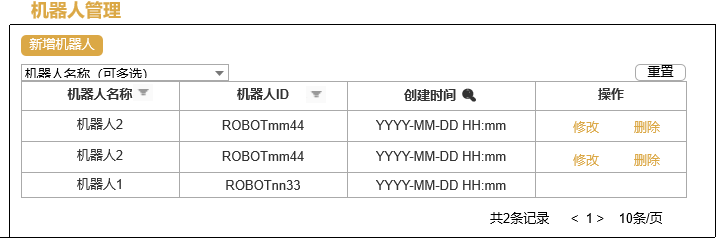 机器人管理
新增机器人
机器人名称（可多选） 重置
机器人名称 机器人ID 创建时间 操作
机器人2 ROBOTmm44 YYYY-MM-DD HH:mm 修改 删除
机器人2 ROBOTmm44 YYYY-MM-DD HH:mm 修改 删除
机器人1 ROBOTnn33 YYYY-MM-DD HH:mm
共2条记录 < 1 > 10条/页